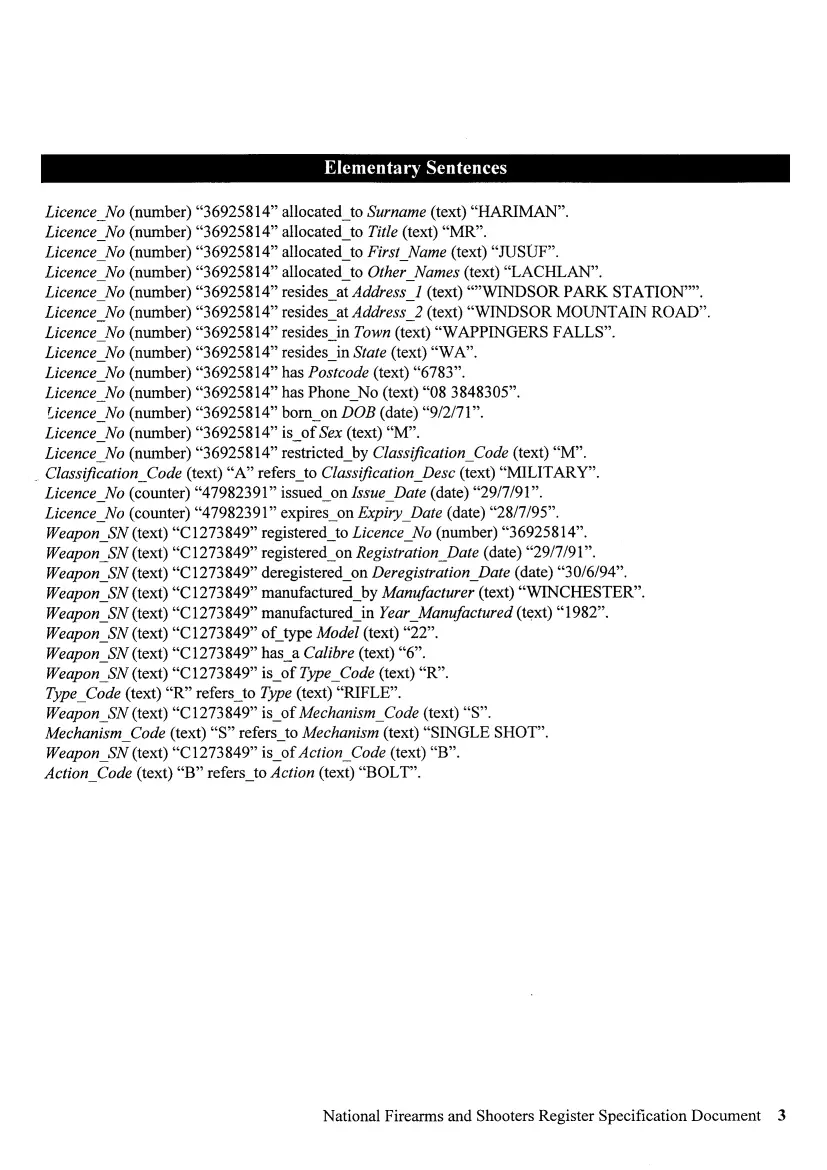 Elementary Sentences
Licence_No (number) “36925814” allocated_to Surname (text) “HARIMAN”.
Licence_No (number) “36925814” allocated_to Title (text) “MR”.
Licence_No (number) “36925814” allocated_to First_Name (text) “JUSUF”.
Licence_No (number) “36925814” allocated_to Other_Names (text) “LACHLAN”.
Licence_No (number) “36925814” resides_at Address_1 (text) “”WINDSOR PARK STATION””.
Licence_No (number) “36925814” resides_at Address_2 (text) “WINDSOR MOUNTAIN ROAD”.
Licence_No (number) “36925814” resides_in Town (text) “WAPPINGERS FALLS”.
Licence_No (number) “36925814” resides_in State (text) “WA”.
Licence_No (number) “36925814” has Postcode (text) “6783”.
Licence_No (number) “36925814” has Phone_No (text) “08 3848305”.
Licence_No (number) “36925814” born_on DOB (date) “9/2/71”.
Licence_No (number) “36925814” is_of Sex (text) “M”.
Licence_No (number) “36925814” restricted_by Classification_Code (text) “M”.
Classification_Code (text) “A” refers_to Classification_Desc (text) “MILITARY”.
Licence_No (counter) “47982391” issued_on Issue_Date (date) “29/7/91”.
Licence_No (counter) “47982391” expires_on Expiry_Date (date) “28/7/95”.
Weapon_SN (text) “C1273849” registered_to Licence_No (number) “36925814”.
Weapon_SN (text) “C1273849” registered_on Registration_Date (date) “29/7/91”.
Weapon_SN (text) “C1273849” deregistered_on Deregistration_Date (date) “30/6/94”.
Weapon_SN (text) “C1273849” manufactured_by Manufacturer (text) “WINCHESTER”.
Weapon_SN (text) “C1273849” manufactured_in Year_Manufactured (text) “1982”.
Weapon_SN (text) “C1273849” of_type Model (text) “22”.
Weapon_SN (text) “C1273849” has_a Calibre (text) “6”.
Weapon_SN (text) “C1273849” is_of Type_Code (text) “R”.
Type_Code (text) “R” refers_to Type (text) “RIFLE”.
Weapon_SN (text) “C1273849” is_of Mechanism_Code (text) “S”.
Mechanism_Code (text) “S” refers_to Mechanism (text) “SINGLE SHOT”.
Weapon_SN (text) “C1273849” is_of Action_Code (text) “B”.
Action_Code (text) “B” refers_to Action (text) “BOLT”.
National Firearms and Shooters Register Specification Document 3